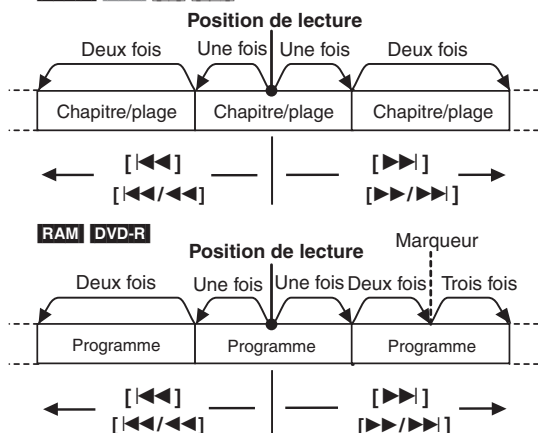 Position de lecture
Deux fois Une fois Une fois Deux fois
Chapitre/plage Chapitre/plage Chapitre/plage
[|◀◀] [▶▶|]
[|◀◀/◀◀] [▶▶/▶▶|]
RAM DVD-R
Position de lecture Marqueur
Deux fois Une fois Une fois Deux fois Trois fois
Programme Programme Programme
[|◀◀] [▶▶|]
[|◀◀/◀◀] [▶▶/▶▶|]